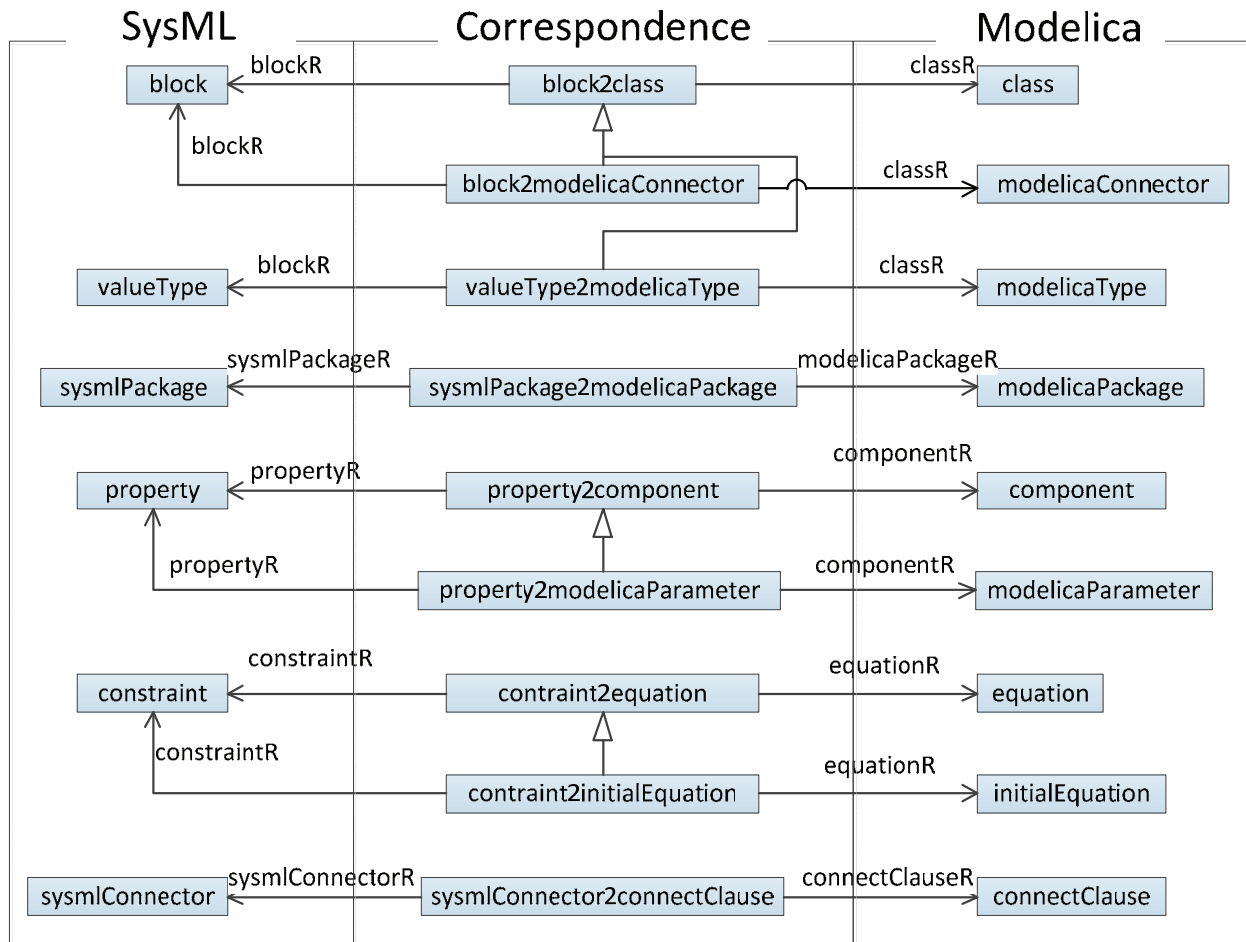 SysML Correspondence Modelica
blockR classR
block block2class class
blockR
classR
block2modelicaConnector modelicaConnector
blockR classR
valueType valueType2modelicaType modelicaType
sysmlPackageR modelicaPackageR
sysmlPackage sysmlPackage2modelicaPackage modelicaPackage
propertyR componentR
property property2component component
propertyR componentR
property2modelicaParameter modelicaParameter
constraintR equationR
constraint contraint2equation equation
constraintR equationR
contraint2initialEquation initialEquation
sysmlConnectorR connectClauseR
sysmlConnector sysmlConnector2connectClause connectClause